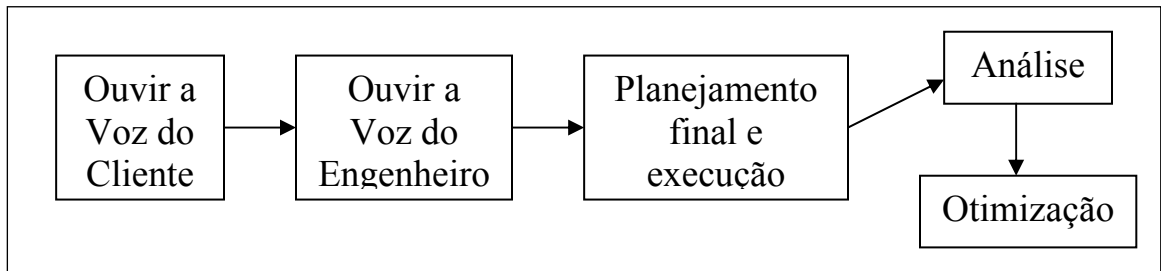 Ouvir a
Voz do
Cliente
Ouvir a
Voz do
Engenheiro
Planejamento
final e
execução
Análise
Otimização